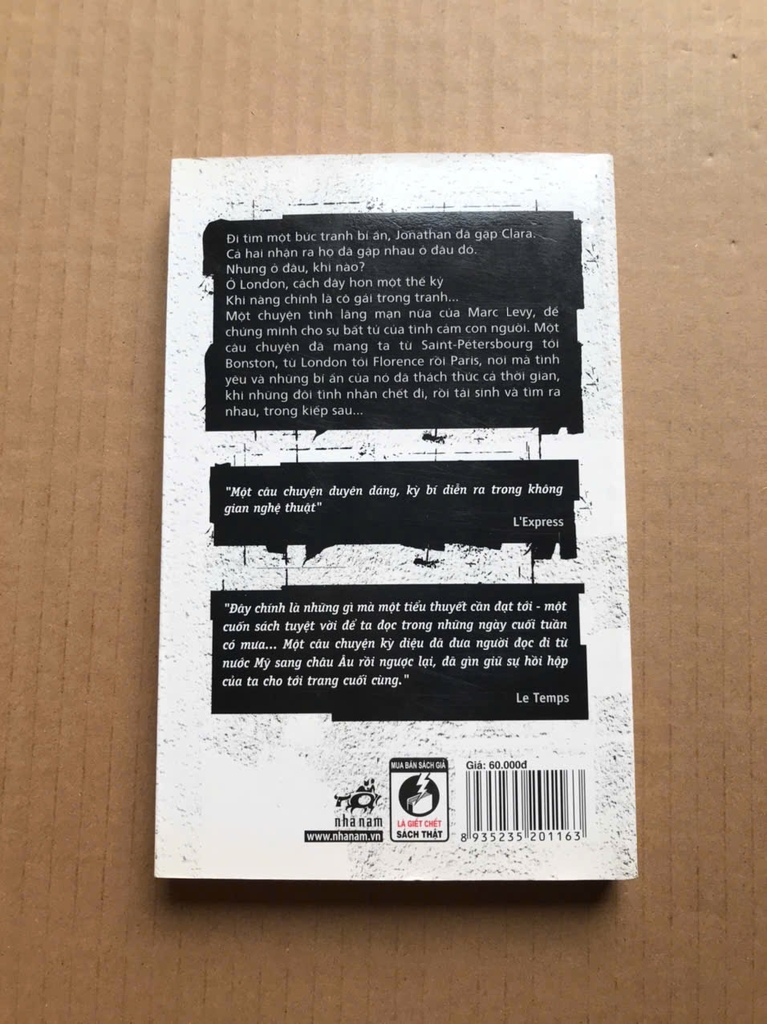 Đi tìm một bức tranh bí ẩn, Jonathan đã gặp Clara.
Cả hai nhận ra họ đã gặp nhau ở đâu đó.
Nhưng ở đâu, khi nào?
Ở London, cách đây hơn một thế kỷ
Khi nàng chính là cô gái trong tranh...
Một chuyện tình lãng mạn nữa của Marc Levy, để
chứng minh cho sự bất tử của tình cảm con người. Một
câu chuyện đã mang ta từ Saint-Pétersbourg tới
Bonston, từ London tới Florence rồi Paris, nơi mà tình
yêu và những bí ẩn của nó đã thách thức cả thời gian,
khi những đôi tình nhân chết đi, rồi tái sinh và tìm ra
nhau, trong kiếp sau...
"Một câu chuyện duyên dáng, kỳ bí diễn ra trong không
gian nghệ thuật"
L'Express
"Đây chính là những gì mà một tiểu thuyết cần đạt tới - một
cuốn sách tuyệt vời để ta đọc trong những ngày cuối tuần
có mưa... Một câu chuyện kỳ diệu đã đưa người đọc đi từ
nước Mỹ sang châu Âu rồi ngược lại, đã gìn giữ sự hồi hộp
của ta cho tới trang cuối cùng."
Le Temps
nhã nam
www.nhanam.vn
MUA BÁN SÁCH GIẢ
LÀ GIẾT CHẾT
SÁCH THẬT
Giá: 60.000đ
8 935235 201163